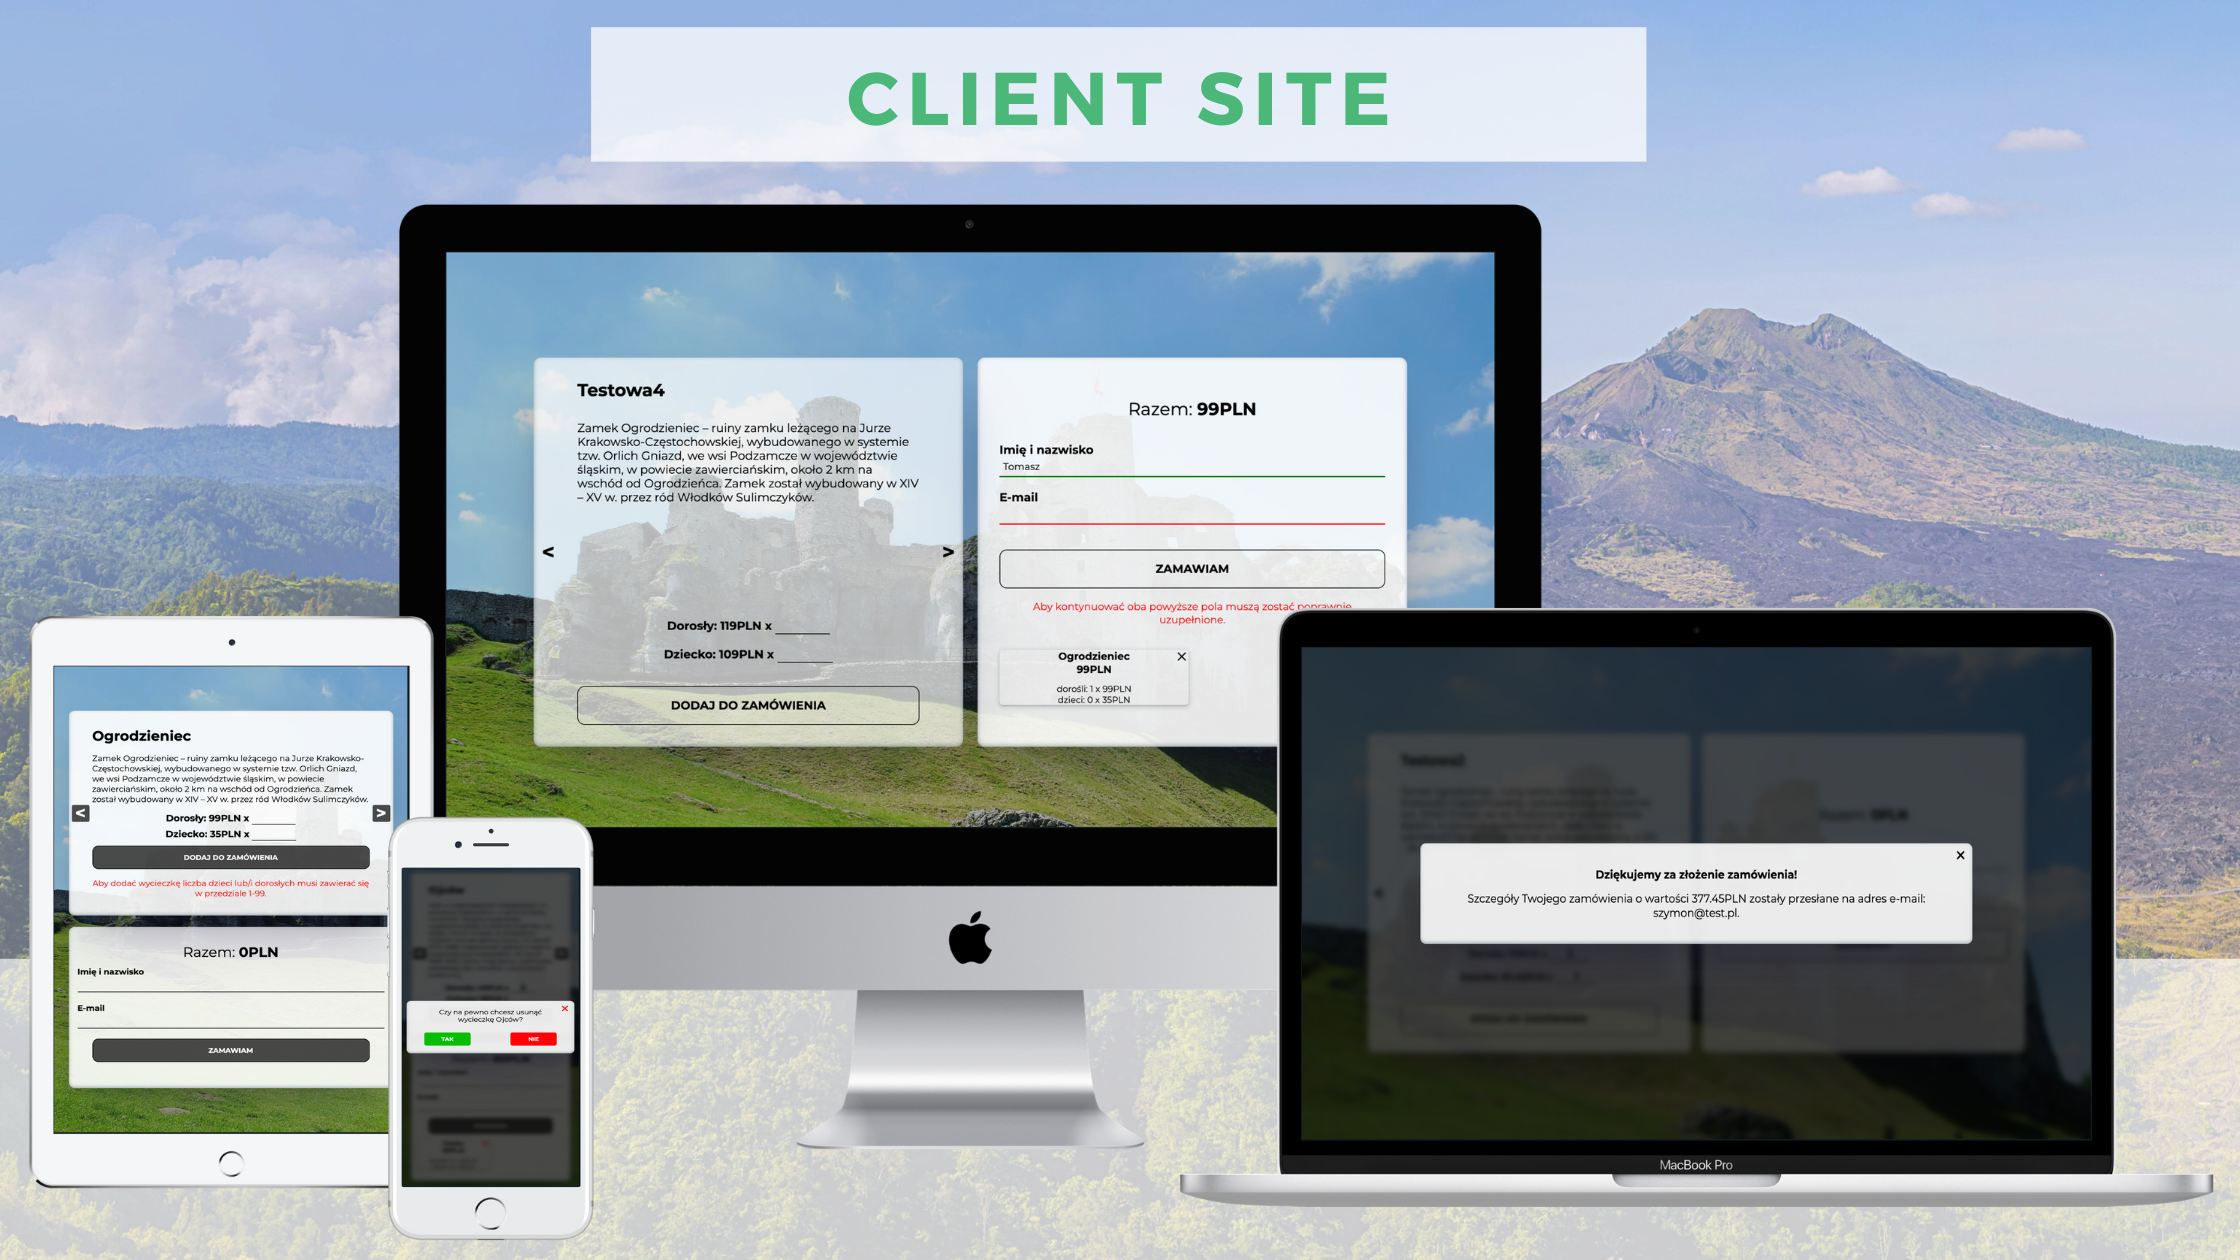 CLIENT SITE
Testowa4
Zamek Ogrodzieniec – ruiny zamku leżącego na Jurze
Krakowsko-Częstochowskiej, wybudowanego w systemie
tzw. Orlich Gniazd, we wsi Podzamcze w województwie
śląskim, w powiecie zawierciańskim, około 2 km na
wschód od Ogrodzieńca. Zamek został wybudowany w XIV
– XV w. przez ród Włodków Sulimczyków.
<
>
Dorosły: 119PLN x
Dziecko: 109PLN x
DODAJ DO ZAMÓWIENIA
Razem: 99PLN
Imię i nazwisko
Tomasz
E-mail
ZAMAWIAM
Aby kontynuować oba powyższe pola muszą zostać poprawnie
uzupełnione.
Ogrodzieniec
99PLN
dorośli: 1 x 99PLN
dzieci: 0 x 35PLN
Ogrodzieniec
Zamek Ogrodzieniec – ruiny zamku leżącego na Jurze Krakowsko-
Częstochowskiej, wybudowanego w systemie tzw. Orlich Gniazd,
we wsi Podzamcze w województwie śląskim, w powiecie
zawierciańskim, około 2 km na wschód od Ogrodzieńca. Zamek
został wybudowany w XIV – XV w. przez ród Włodków Sulimczyków.
<
>
Dorosły: 99PLN x
Dziecko: 35PLN x
DODAJ DO ZAMÓWIENIA
Aby dodać wycieczkę liczba dzieci lub/i dorosłych musi zawierać się
w przedziale 1-99.
Razem: 0PLN
Imię i nazwisko
E-mail
ZAMAWIAM
Czy na pewno chcesz usunąć
wycieczkę Ojców?
TAK
NIE
Dziękujemy za złożenie zamówienia!
Szczegóły Twojego zamówienia o wartości 377.45PLN zostały przesłane na adres e-mail:
szymon@test.pl.
MacBook Pro